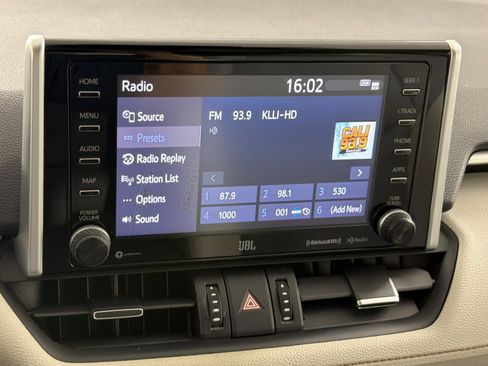 Radio 16:02
HOME
MENU
AUDIO
MAP
POWER
VOLUME
Source
Presets
Radio Replay
Station List
Options
Sound
FM 93.9 KLLI-HD
CALI
93.9
1 87.9 2 98.1 3 530
4 1000 5 001 6 (Add New)
SEEK >
< TRACK
PHONE
APPS
TUNE
SCROLL
JBL
SiriusXM HD Radio